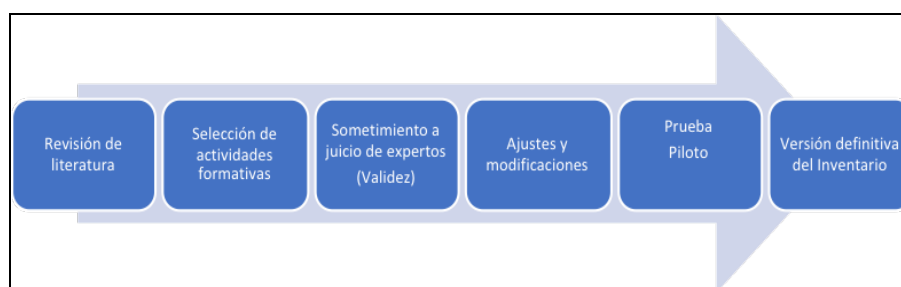 Revisión de
literatura
Selección de
actividades
formativas
Sometimiento a
juicio de expertos
(Validez)
Ajustes y
modificaciones
Prueba
Piloto
Versión definitiva
del Inventario